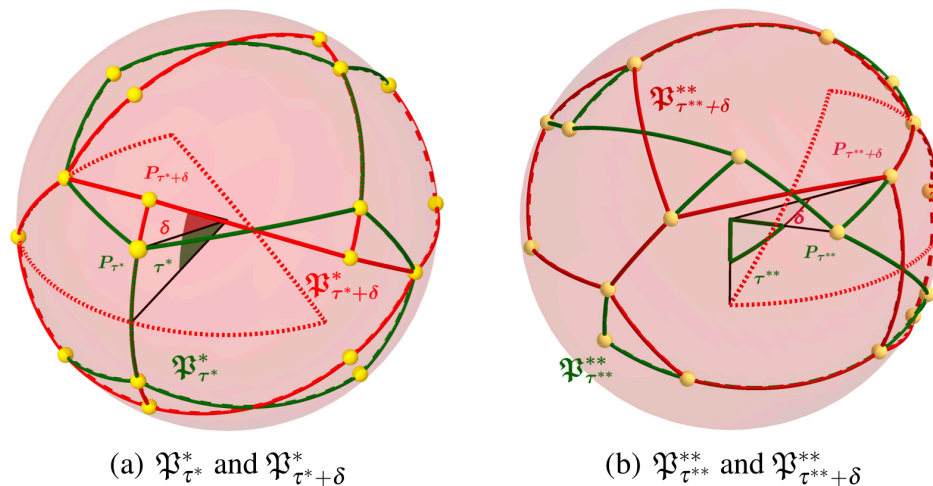 𝔓**τ**+δ
Pτ*+δ
Pτ**+δ
δ
δ
Pτ*
τ*
Pτ**
𝔓*τ*+δ
τ**
𝔓*τ*
𝔓**τ**
(a) 𝔓*τ* and 𝔓*τ*+δ
(b) 𝔓**τ** and 𝔓**τ**+δ